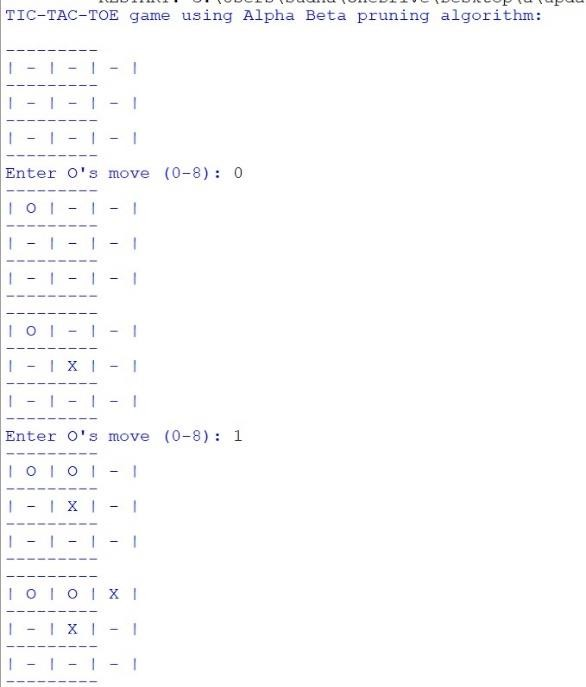 TIC-TAC-TOE game using Alpha Beta pruning algorithm:
---------
| - | - | - |
---------
| - | - | - |
---------
| - | - | - |
---------
Enter O's move (0-8): 0
---------
| O | - | - |
---------
| - | - | - |
---------
| - | - | - |
---------
---------
| O | - | - |
---------
| - | X | - |
---------
| - | - | - |
---------
Enter O's move (0-8): 1
---------
| O | O | - |
---------
| - | X | - |
---------
| - | - | - |
---------
---------
| O | O | X |
---------
| - | X | - |
---------
| - | - | - |
---------